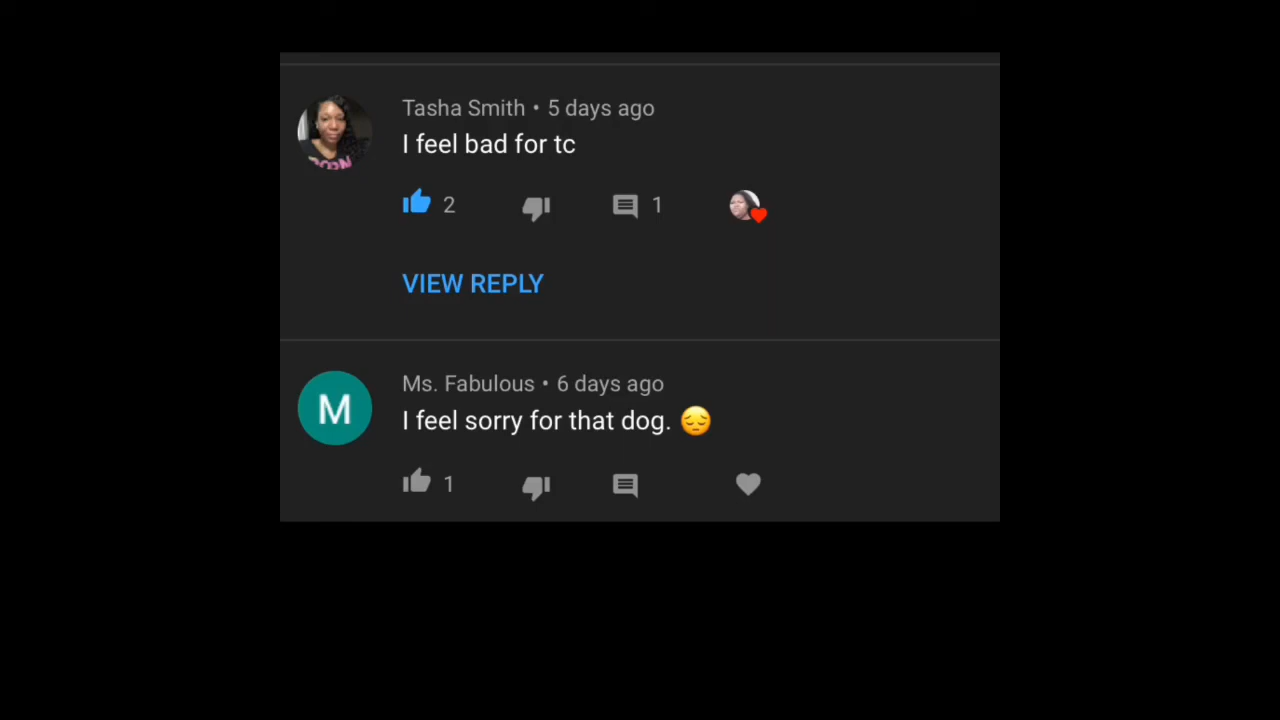 Tasha Smith • 5 days ago
I feel bad for tc
2 1
VIEW REPLY
M
Ms. Fabulous • 6 days ago
I feel sorry for that dog. 😔
1